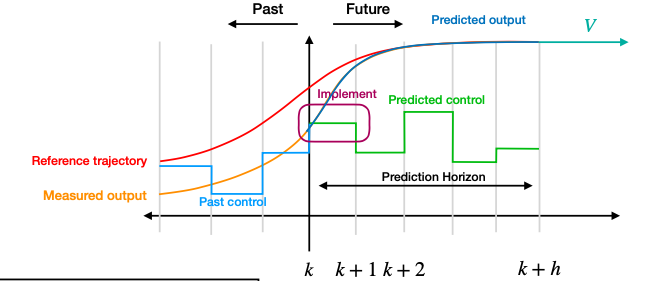 Past
Future
Predicted output
V
Implement
Predicted control
Reference trajectory
Prediction Horizon
Measured output
Past control
k
k + 1
k + 2
k + h